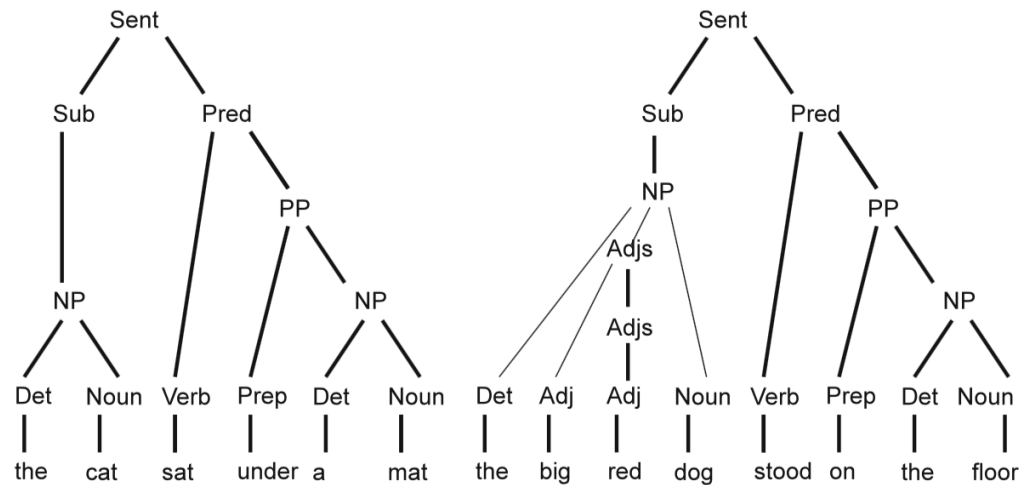 Sent Sent
Sub Pred Sub Pred
NP
PP PP
Adjs
NP NP NP
Adjs
Det Noun Verb Prep Det Noun Det Adj Adj Noun Verb Prep Det Noun
the cat sat under a mat the big red dog stood on the floor